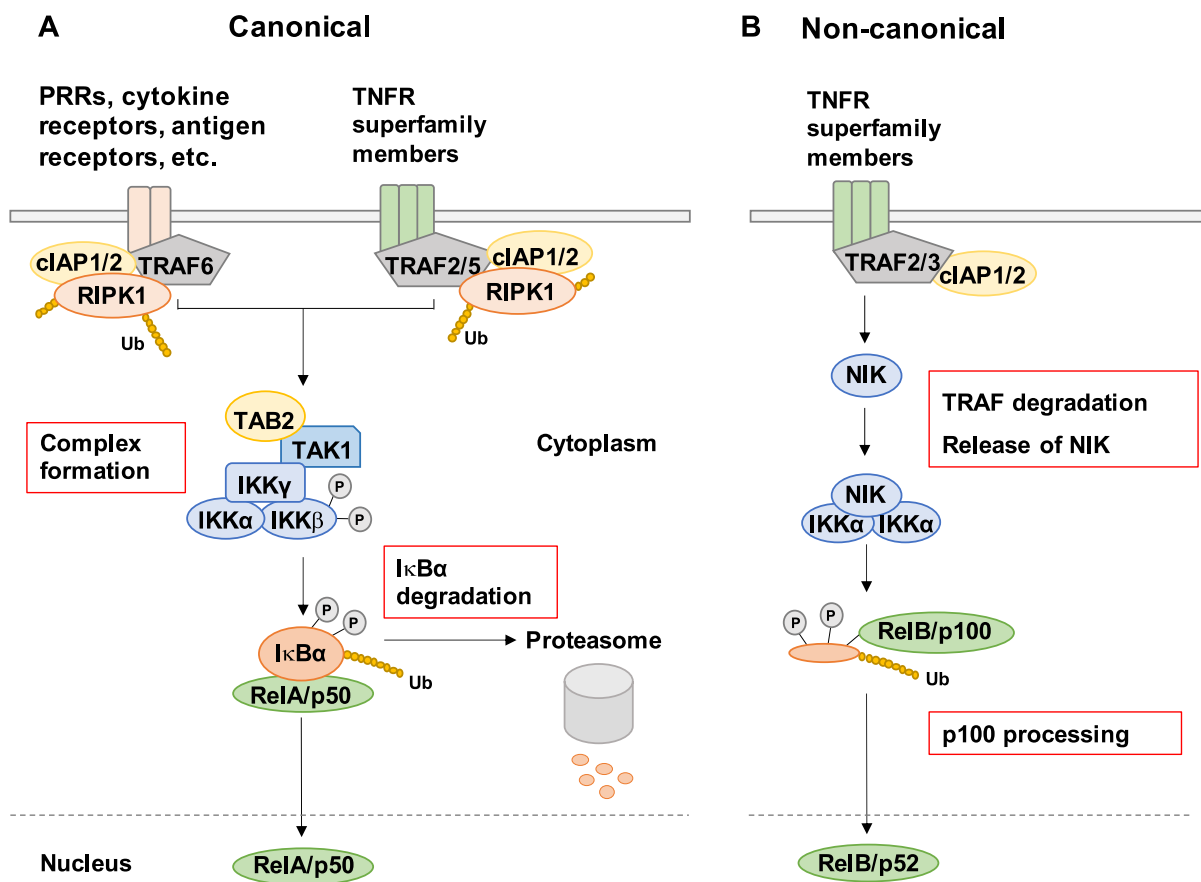 A
Canonical
PRRs, cytokine
receptors, antigen
receptors, etc.
TNFR
superfamily
members
cIAP1/2
TRAF6
RIPK1
Ub
TRAF2/5
cIAP1/2
RIPK1
Ub
TAB2
TAK1
Complex
formation
Cytoplasm
IKKγ
P
IKKα
IKKβ
P
IκBα
degradation
P
P
IκBα
Proteasome
Ub
RelA/p50
Nucleus
RelA/p50
B
Non-canonical
TNFR
superfamily
members
TRAF2/3
cIAP1/2
NIK
TRAF degradation
Release of NIK
NIK
IKKα
IKKα
P
P
RelB/p100
Ub
p100 processing
RelB/p52